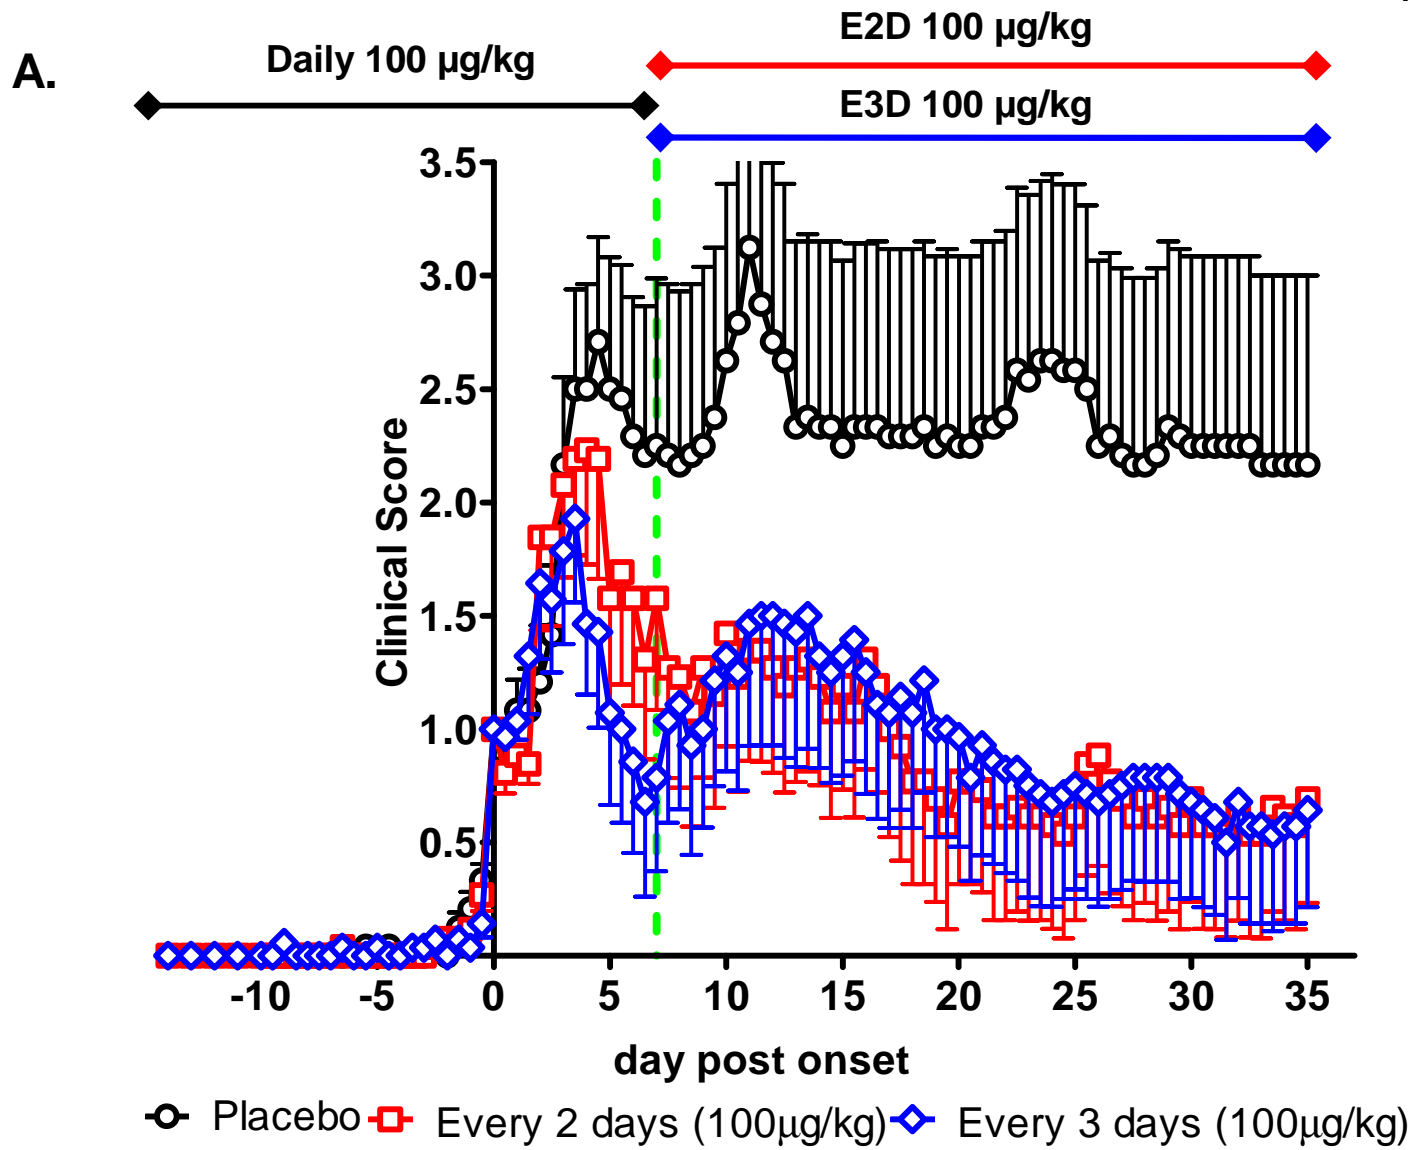 A.
Daily 100 µg/kg
E2D 100 µg/kg
E3D 100 µg/kg
3.5
3.0
2.5
2.0
1.5
1.0
0.5
Clinical Score
-10 -5 0 5 10 15 20 25 30 35
day post onset
Placebo Every 2 days (100µg/kg) Every 3 days (100µg/kg)